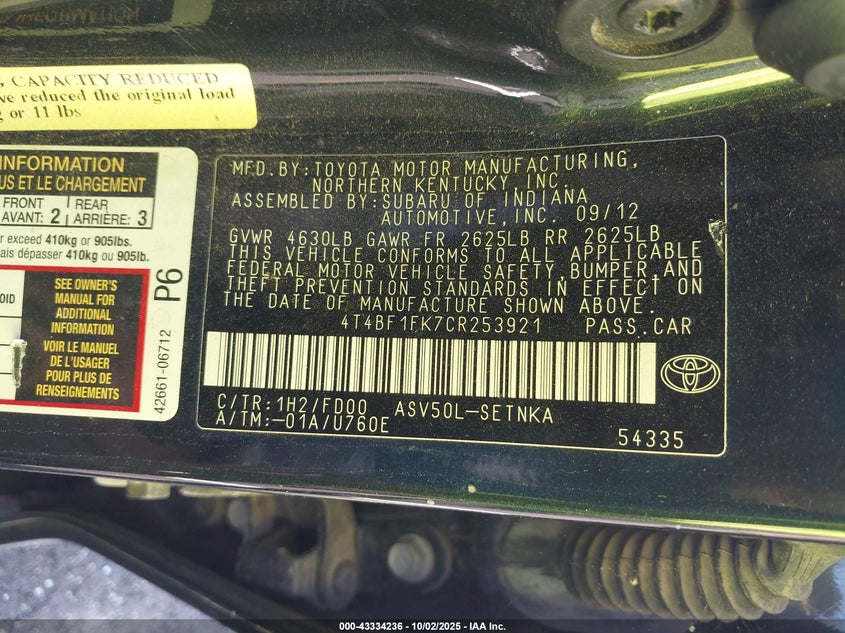 , CAPACITY REDUCED
ve reduced the original load
g or 11 lbs
INFORMATION
US ET LE CHARGEMENT
FRONT
AVANT: 2
REAR
ARRIÈRE: 3
or exceed 410kg or 905lbs.
ais dépasser 410kg ou 905lb.
OID
SEE OWNER'S
MANUAL FOR
ADDITIONAL
INFORMATION
VOIR LE MANUEL
DE L'USAGER
POUR PLUS DE
RENSEIGNEMENTS
P6
42661-06712
MFD.BY:TOYOTA MOTOR MANUFACTURING,
NORTHERN KENTUCKY, INC.
ASSEMBLED BY:SUBARU OF INDIANA
AUTOMOTIVE,INC. 09/12
GVWR 4630LB GAWR FR 2625LB RR 2625LB
THIS VEHICLE CONFORMS TO ALL APPLICABLE
FEDERAL MOTOR VEHICLE SAFETY,BUMPER,AND
THEFT PREVENTION STANDARDS IN EFFECT ON
THE DATE OF MANUFACTURE SHOWN ABOVE.
4T4BF1FK7CR253921 PASS.CAR
C/TR:1H2/FD00 ASV50L-SETNKA
A/TM:-01A/U760E
54335
000-43334236 - 10/02/2025 - IAA Inc.